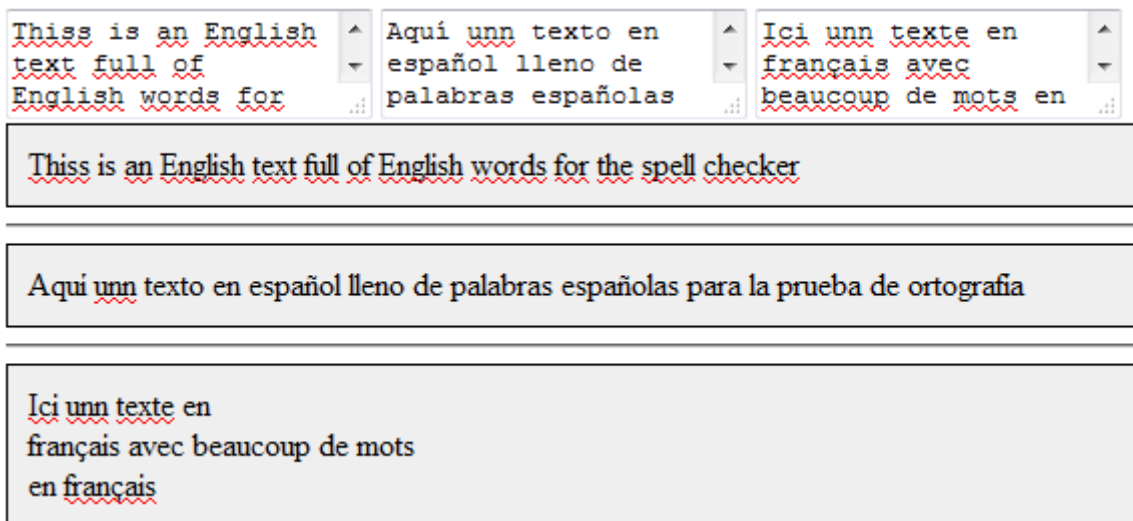 Thiss is an English
text full of
English words for
Aquí unn texto en
español lleno de
palabras españolas
Ici unn texte en
français avec
beaucoup de mots en
Thiss is an English text full of English words for the spell checker
Aquí unn texto en español lleno de palabras españolas para la prueba de ortografía
Ici unn texte en
français avec beaucoup de mots
en français